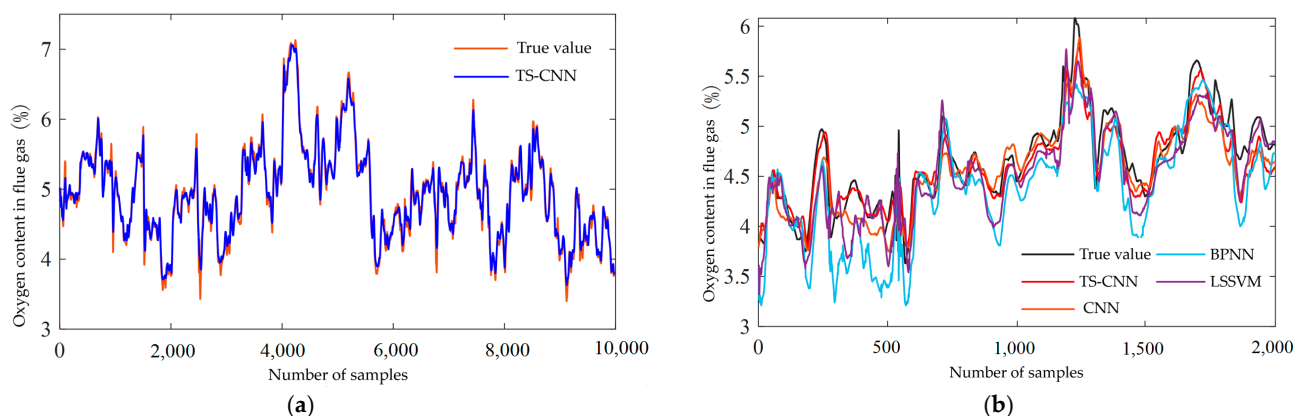 Oxygen content in flue gas (%)
7
6
5
4
3
True value
TS-CNN
0 2,000 4,000 6,000 8,000 10,000
Number of samples
(a)
Oxygen content in flue gas (%)
6
5.5
5
4.5
4
3.5
3
True value BPNN
TS-CNN LSSVM
CNN
0 500 1,000 1,500 2,000
Number of samples
(b)